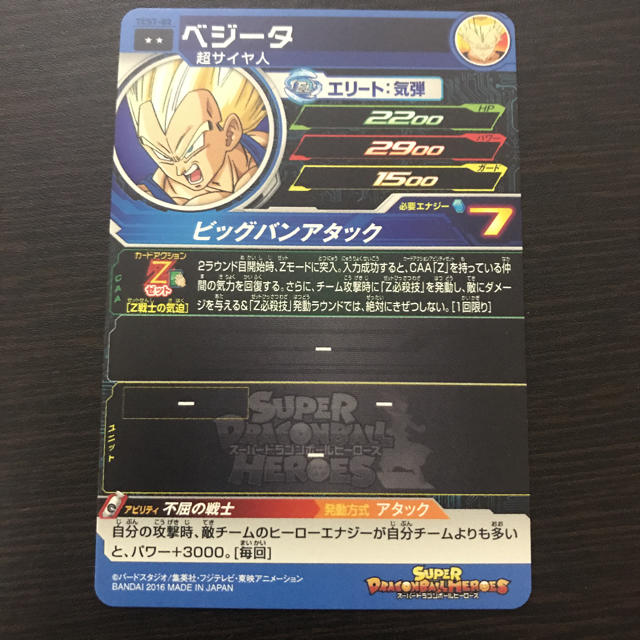 TEST-02
★★
ベジータ
超サイヤ人
エリート:気弾
HP
2200
パワー
2900
ガード
1500
必要エナジー
7
ビッグバンアタック
カードアクション
Z
ゼット
[Z戦士の気迫]
CAA
2ラウンド目開始時、Zモードに突入。入力成功すると、CAA[Z]を持っている仲
間の気力を回復する。さらに、チーム攻撃時に『Z必殺技』を発動し、敵にダメー
ジを与える&『Z必殺技』発動ラウンドでは、絶対にきぜつしない。[1回限り]
ー
ー
ー
ー
ユニット
SUPER
DRAGONBALL
スーパードラゴンボールヒーローズ
HEROES
アビリティ 不屈の戦士
発動方式 アタック
自分の攻撃時、敵チームのヒーローエナジーが自分チームよりも多い
と、パワー+3000。[毎回]
©バードスタジオ/集英社・フジテレビ・東映アニメーション
BANDAI 2016 MADE IN JAPAN
SUPER
DRAGONBALL HEROES
スーパードラゴンボールヒーローズ